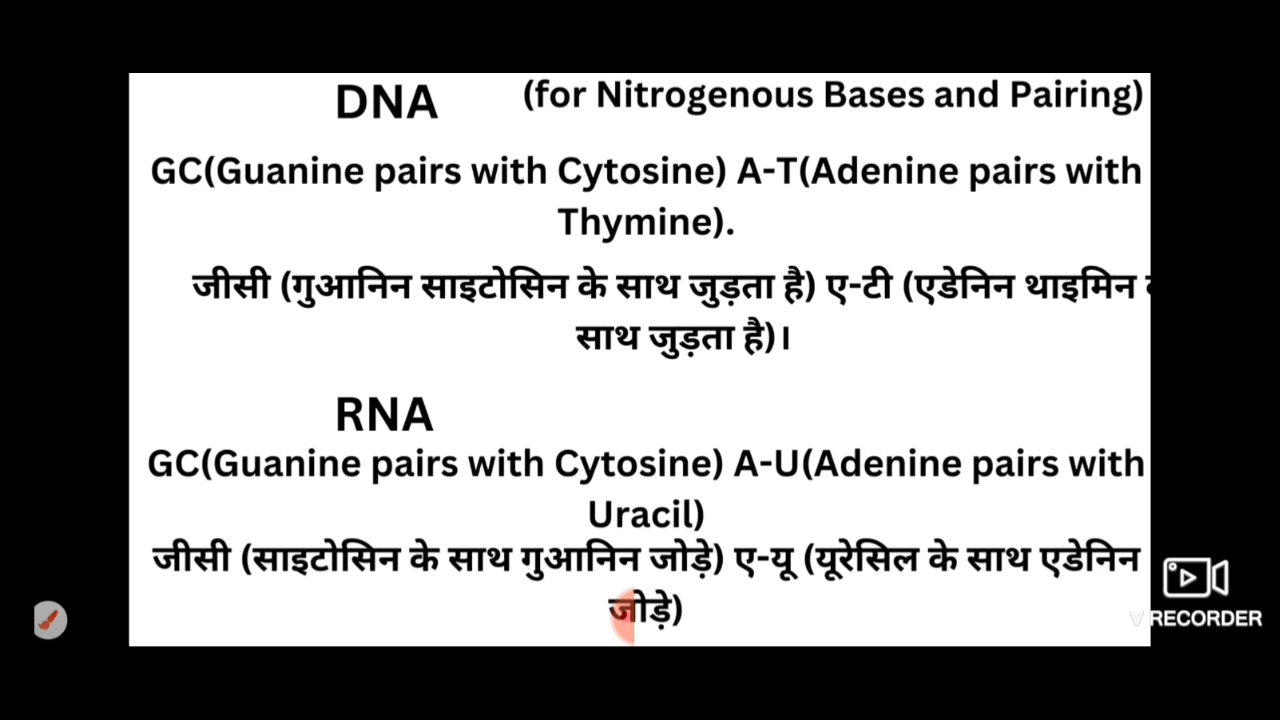 DNA (for Nitrogenous Bases and Pairing)
GC(Guanine pairs with Cytosine) A-T(Adenine pairs with
Thymine).
जीसी (गुआनिन साइटोसिन के साथ जुड़ता है) ए-टी (एडेनिन थाइमिन
साथ जुड़ता है)।
RNA
GC(Guanine pairs with Cytosine) A-U(Adenine pairs with
Uracil)
जीसी (साइटोसिन के साथ गुआनिन जोड़े) ए-यू (यूरेसिल के साथ एडेनिन
जोड़े)
V RECORDER